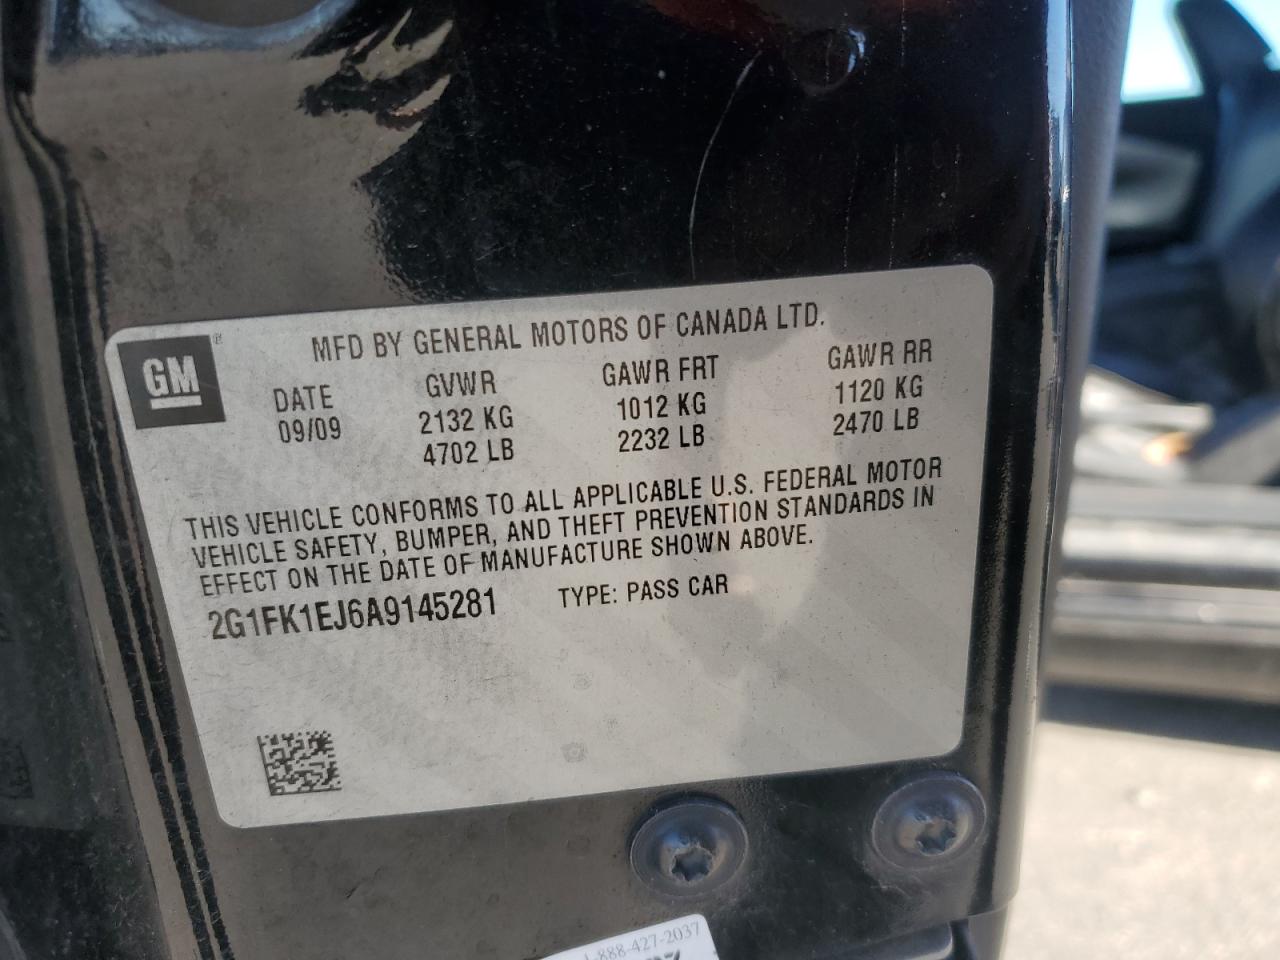 GM®
MFD BY GENERAL MOTORS OF CANADA LTD.
DATE GVWR GAWR FRT GAWR RR
09/09 2132 KG 1012 KG 1120 KG
4702 LB 2232 LB 2470 LB
THIS VEHICLE CONFORMS TO ALL APPLICABLE U.S. FEDERAL MOTOR
VEHICLE SAFETY, BUMPER, AND THEFT PREVENTION STANDARDS IN
EFFECT ON THE DATE OF MANUFACTURE SHOWN ABOVE.
2G1FK1EJ6A9145281 TYPE: PASS CAR
1-888-427-2037